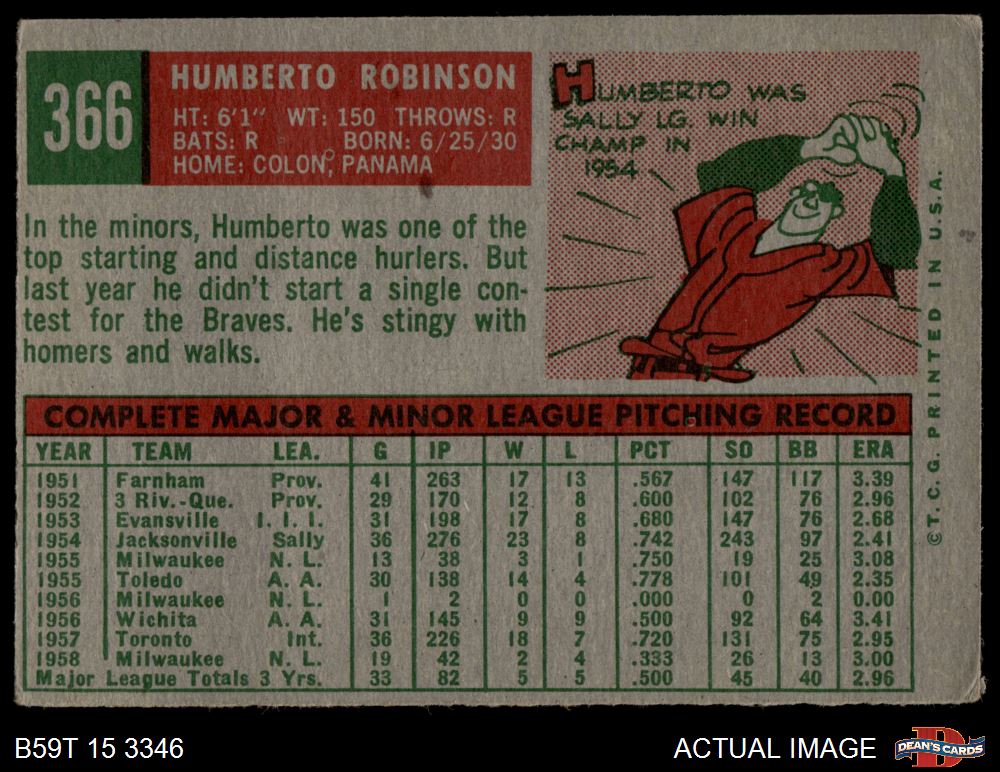 366
HUMBERTO ROBINSON
HT: 6'1" WT: 150 THROWS: R
BATS: R BORN: 6/25/30
HOME: COLON, PANAMA
In the minors, Humberto was one of the
top starting and distance hurlers. But
last year he didn't start a single con-
test for the Braves. He's stingy with
homers and walks.
HUMBERTO WAS
SALLY LG. WIN
CHAMP IN
1954
© T. C. G. PRINTED IN U.S.A.
COMPLETE MAJOR & MINOR LEAGUE PITCHING RECORD
YEAR TEAM LEA. G IP W L PCT SO BB ERA
1951 Farnham Prov. 41 263 17 13 .567 147 117 3.39
1952 3 Riv.-Que. Prov. 29 170 12 8 .600 102 76 2.96
1953 Evansville I. I. I. 31 198 17 8 .680 147 76 2.68
1954 Jacksonville Sally 36 276 23 8 .742 243 97 2.41
1955 Milwaukee N. L. 13 38 3 1 .750 19 25 3.08
1955 Toledo A. A. 30 138 14 4 .778 101 49 2.35
1956 Milwaukee N. L. 1 2 0 0 .000 0 2 0.00
1956 Wichita A. A. 31 145 9 9 .500 92 64 3.41
1957 Toronto Int. 36 226 18 7 .720 131 75 2.95
1958 Milwaukee N. L. 19 42 2 4 .333 26 13 3.00
Major League Totals 3 Yrs. 33 82 5 5 .500 45 40 2.96
B59T 15 3346
ACTUAL IMAGE
D
DEAN'S CARDS